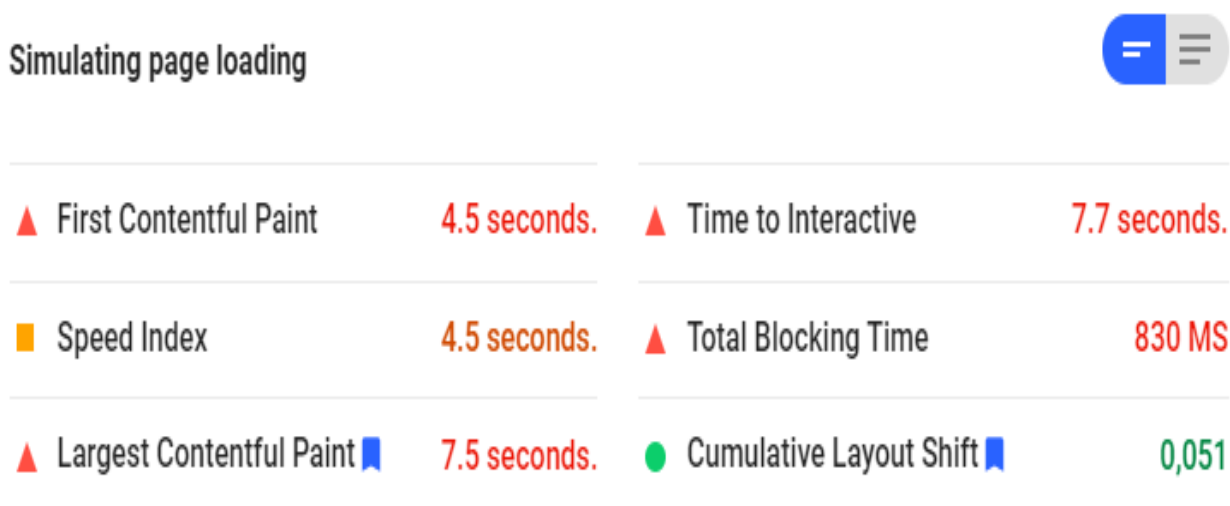 Simulating page loading
First Contentful Paint 4.5 seconds.
Time to Interactive 7.7 seconds.
Speed Index 4.5 seconds.
Total Blocking Time 830 MS
Largest Contentful Paint 7.5 seconds.
Cumulative Layout Shift 0,051